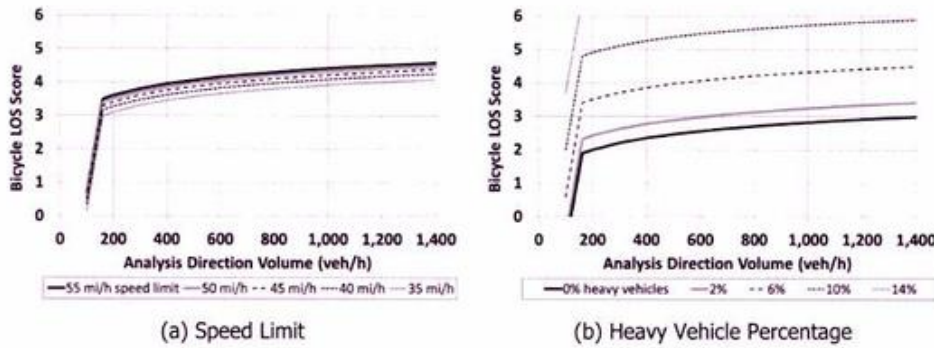 6
5
4
3
2
1
0
Bicycle LOS Score
0 200 400 600 800 1,000 1,200 1,400
Analysis Direction Volume (veh/h)
55 mi/h speed limit 50 mi/h 45 mi/h 40 mi/h 35 mi/h
(a) Speed Limit
6
5
4
3
2
1
0
Bicycle LOS Score
0 200 400 600 800 1,000 1,200 1,400
Analysis Direction Volume (veh/h)
0% heavy vehicles 2% 6% 10% 14%
(b) Heavy Vehicle Percentage